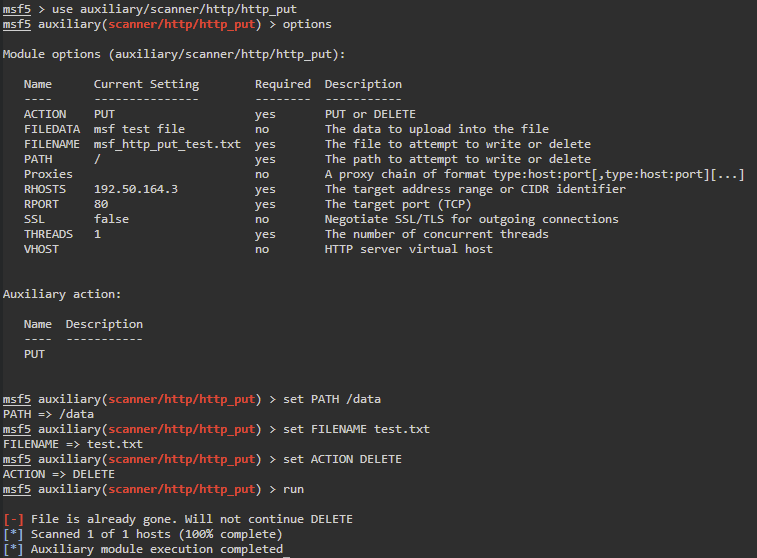 msf5 > use auxiliary/scanner/http/http_put
msf5 auxiliary(scanner/http/http_put) > options
Module options (auxiliary/scanner/http/http_put):
Name Current Setting Required Description
---- --------------- -------- -----------
ACTION PUT yes PUT or DELETE
FILEDATA msf test file no The data to upload into the file
FILENAME msf_http_put_test.txt yes The file to attempt to write or delete
PATH / yes The path to attempt to write or delete
Proxies no A proxy chain of format type:host:port[,type:host:port][...]
RHOSTS 192.50.164.3 yes The target address range or CIDR identifier
RPORT 80 yes The target port (TCP)
SSL false no Negotiate SSL/TLS for outgoing connections
THREADS 1 yes The number of concurrent threads
VHOST no HTTP server virtual host
Auxiliary action:
Name Description
---- -----------
PUT
msf5 auxiliary(scanner/http/http_put) > set PATH /data
PATH => /data
msf5 auxiliary(scanner/http/http_put) > set FILENAME test.txt
FILENAME => test.txt
msf5 auxiliary(scanner/http/http_put) > set ACTION DELETE
ACTION => DELETE
msf5 auxiliary(scanner/http/http_put) > run
[-] File is already gone. Will not continue DELETE
[*] Scanned 1 of 1 hosts (100% complete)
[*] Auxiliary module execution completed